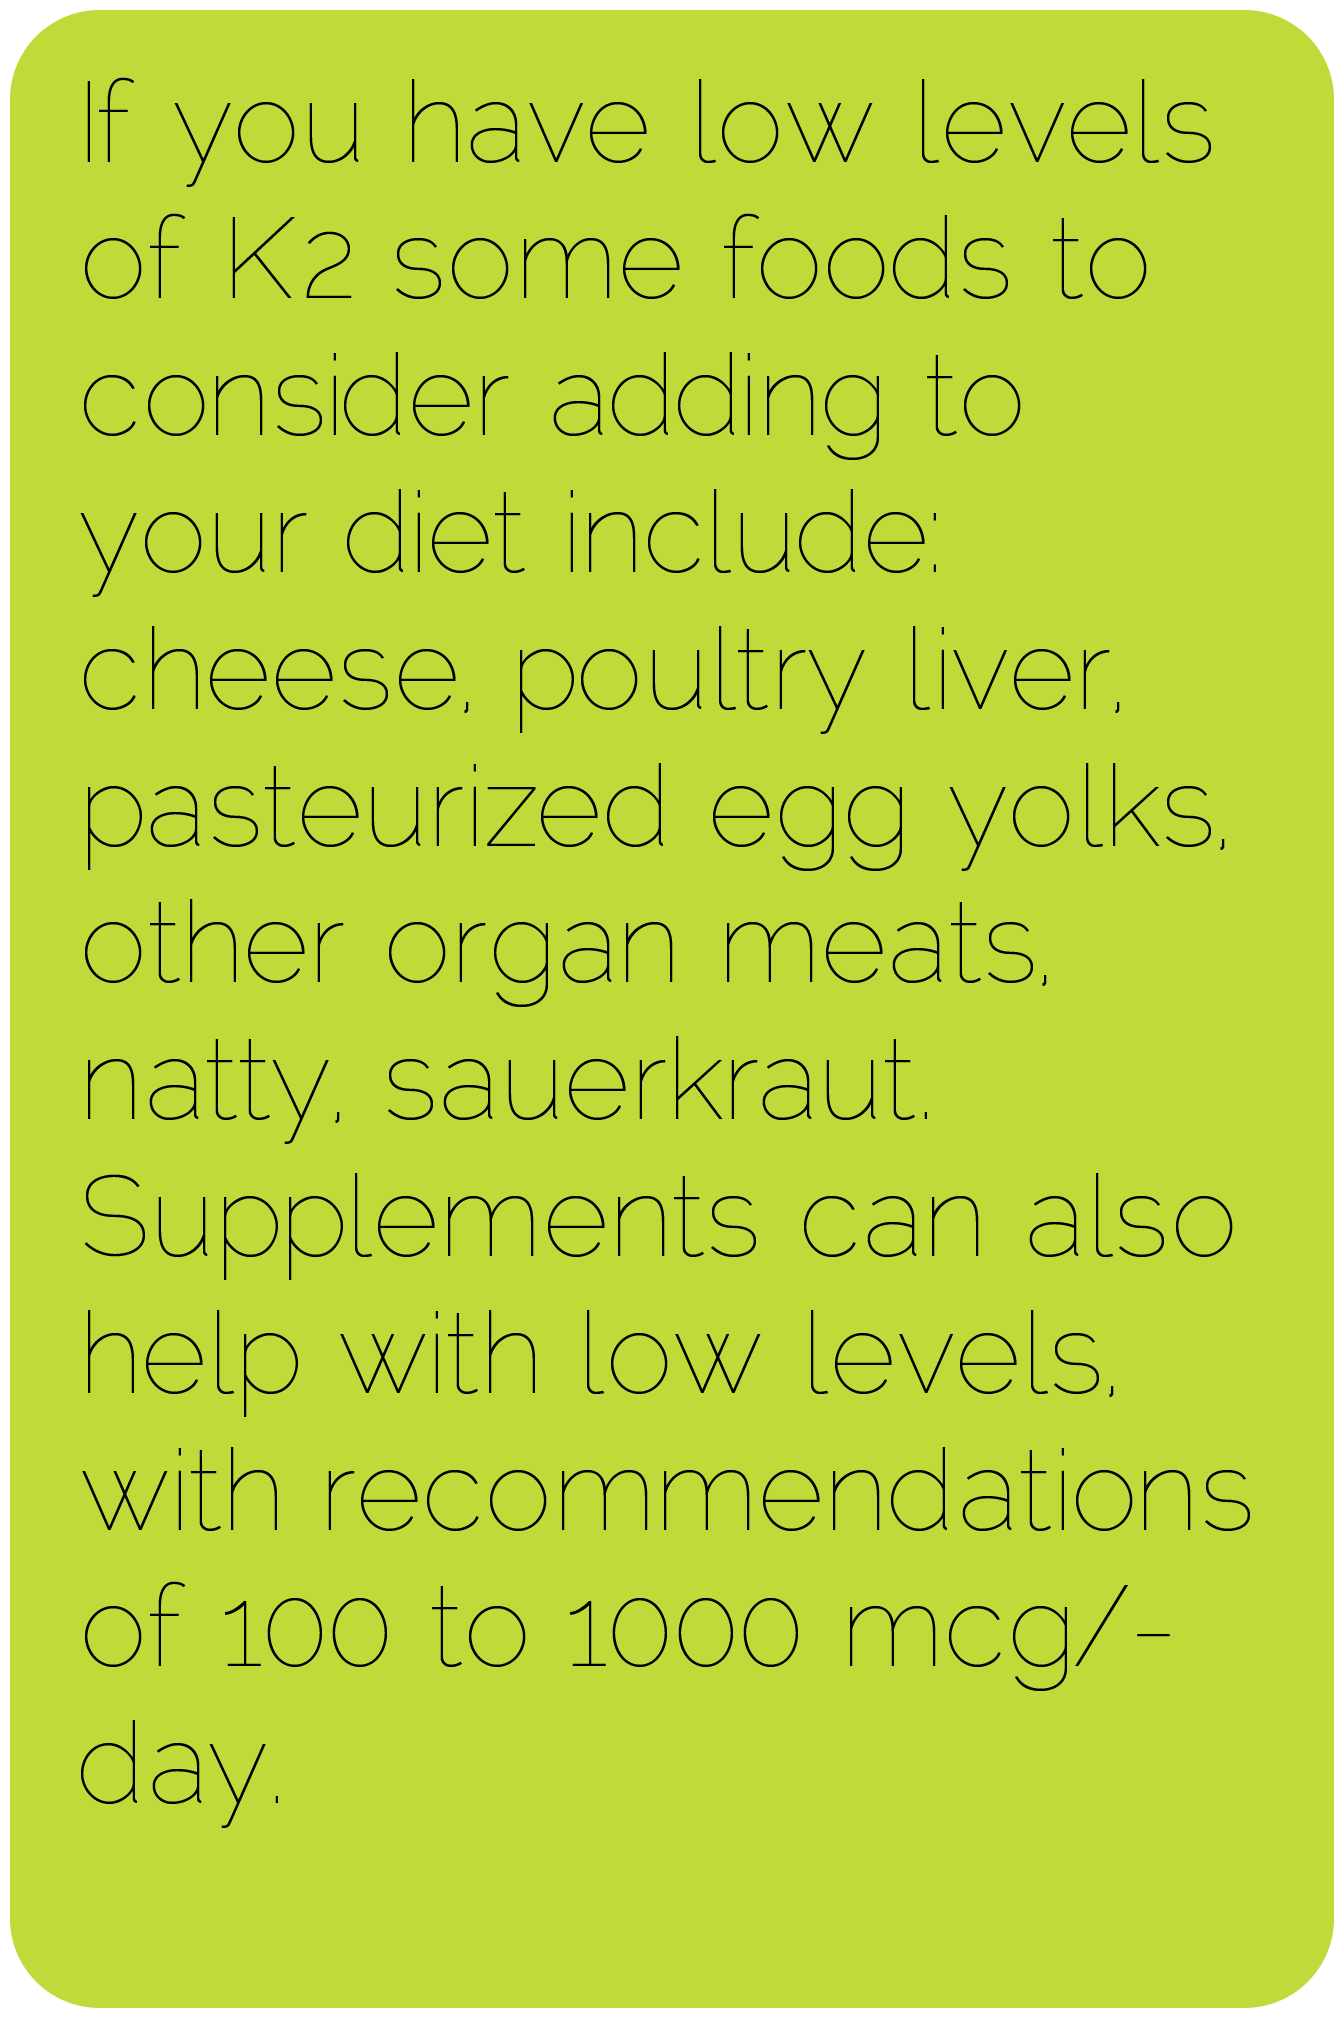 If you have low levels
of K2 some foods to
consider adding to
your diet include:
cheese, poultry liver,
pasteurized egg yolks,
other organ meats,
natty, sauerkraut.
Supplements can also
help with low levels,
with recommendations
of 100 to 1000 mcg/-
day.